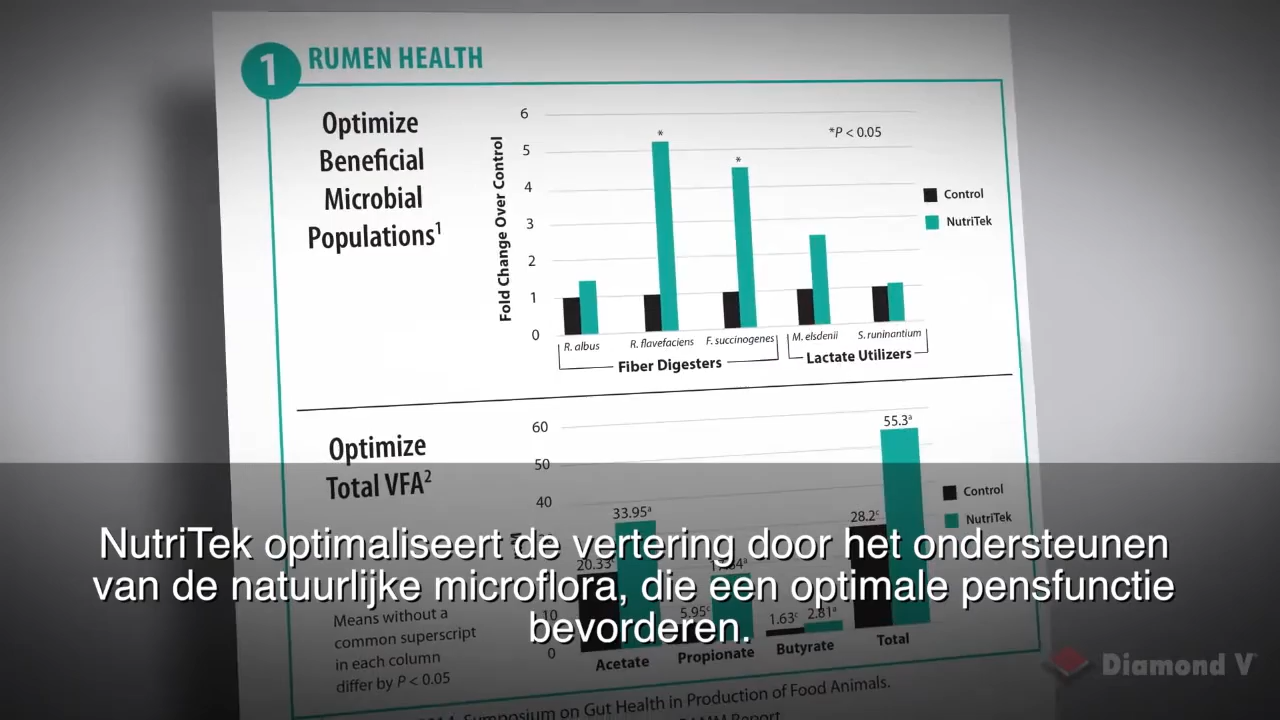 1 RUMEN HEALTH
Optimize
Beneficial
Microbial
Populations1
Fold Change Over Control
6
5
4
3
2
1
0
*
*
*P < 0.05
Control
NutriTek
R. albus
R. flavefaciens
F. succinogenes
M. elsdenii
S. runinantium
Fiber Digesters
Lactate Utilizers
Optimize
Total VFA2
60
50
40
10
0
20.33c
33.95a
5.95c
1.63c
2.81a
28.2c
55.3a
Control
NutriTek
Acetate
Propionate
Butyrate
Total
Means without a
common superscript
in each column
differ by P < 0.05
Symposium on Gut Health in Production of Food Animals.
Report
NutriTek optimaliseert de vertering door het ondersteunen
van de natuurlijke microflora, die een optimale pensfunctie
bevorderen.
Diamond V